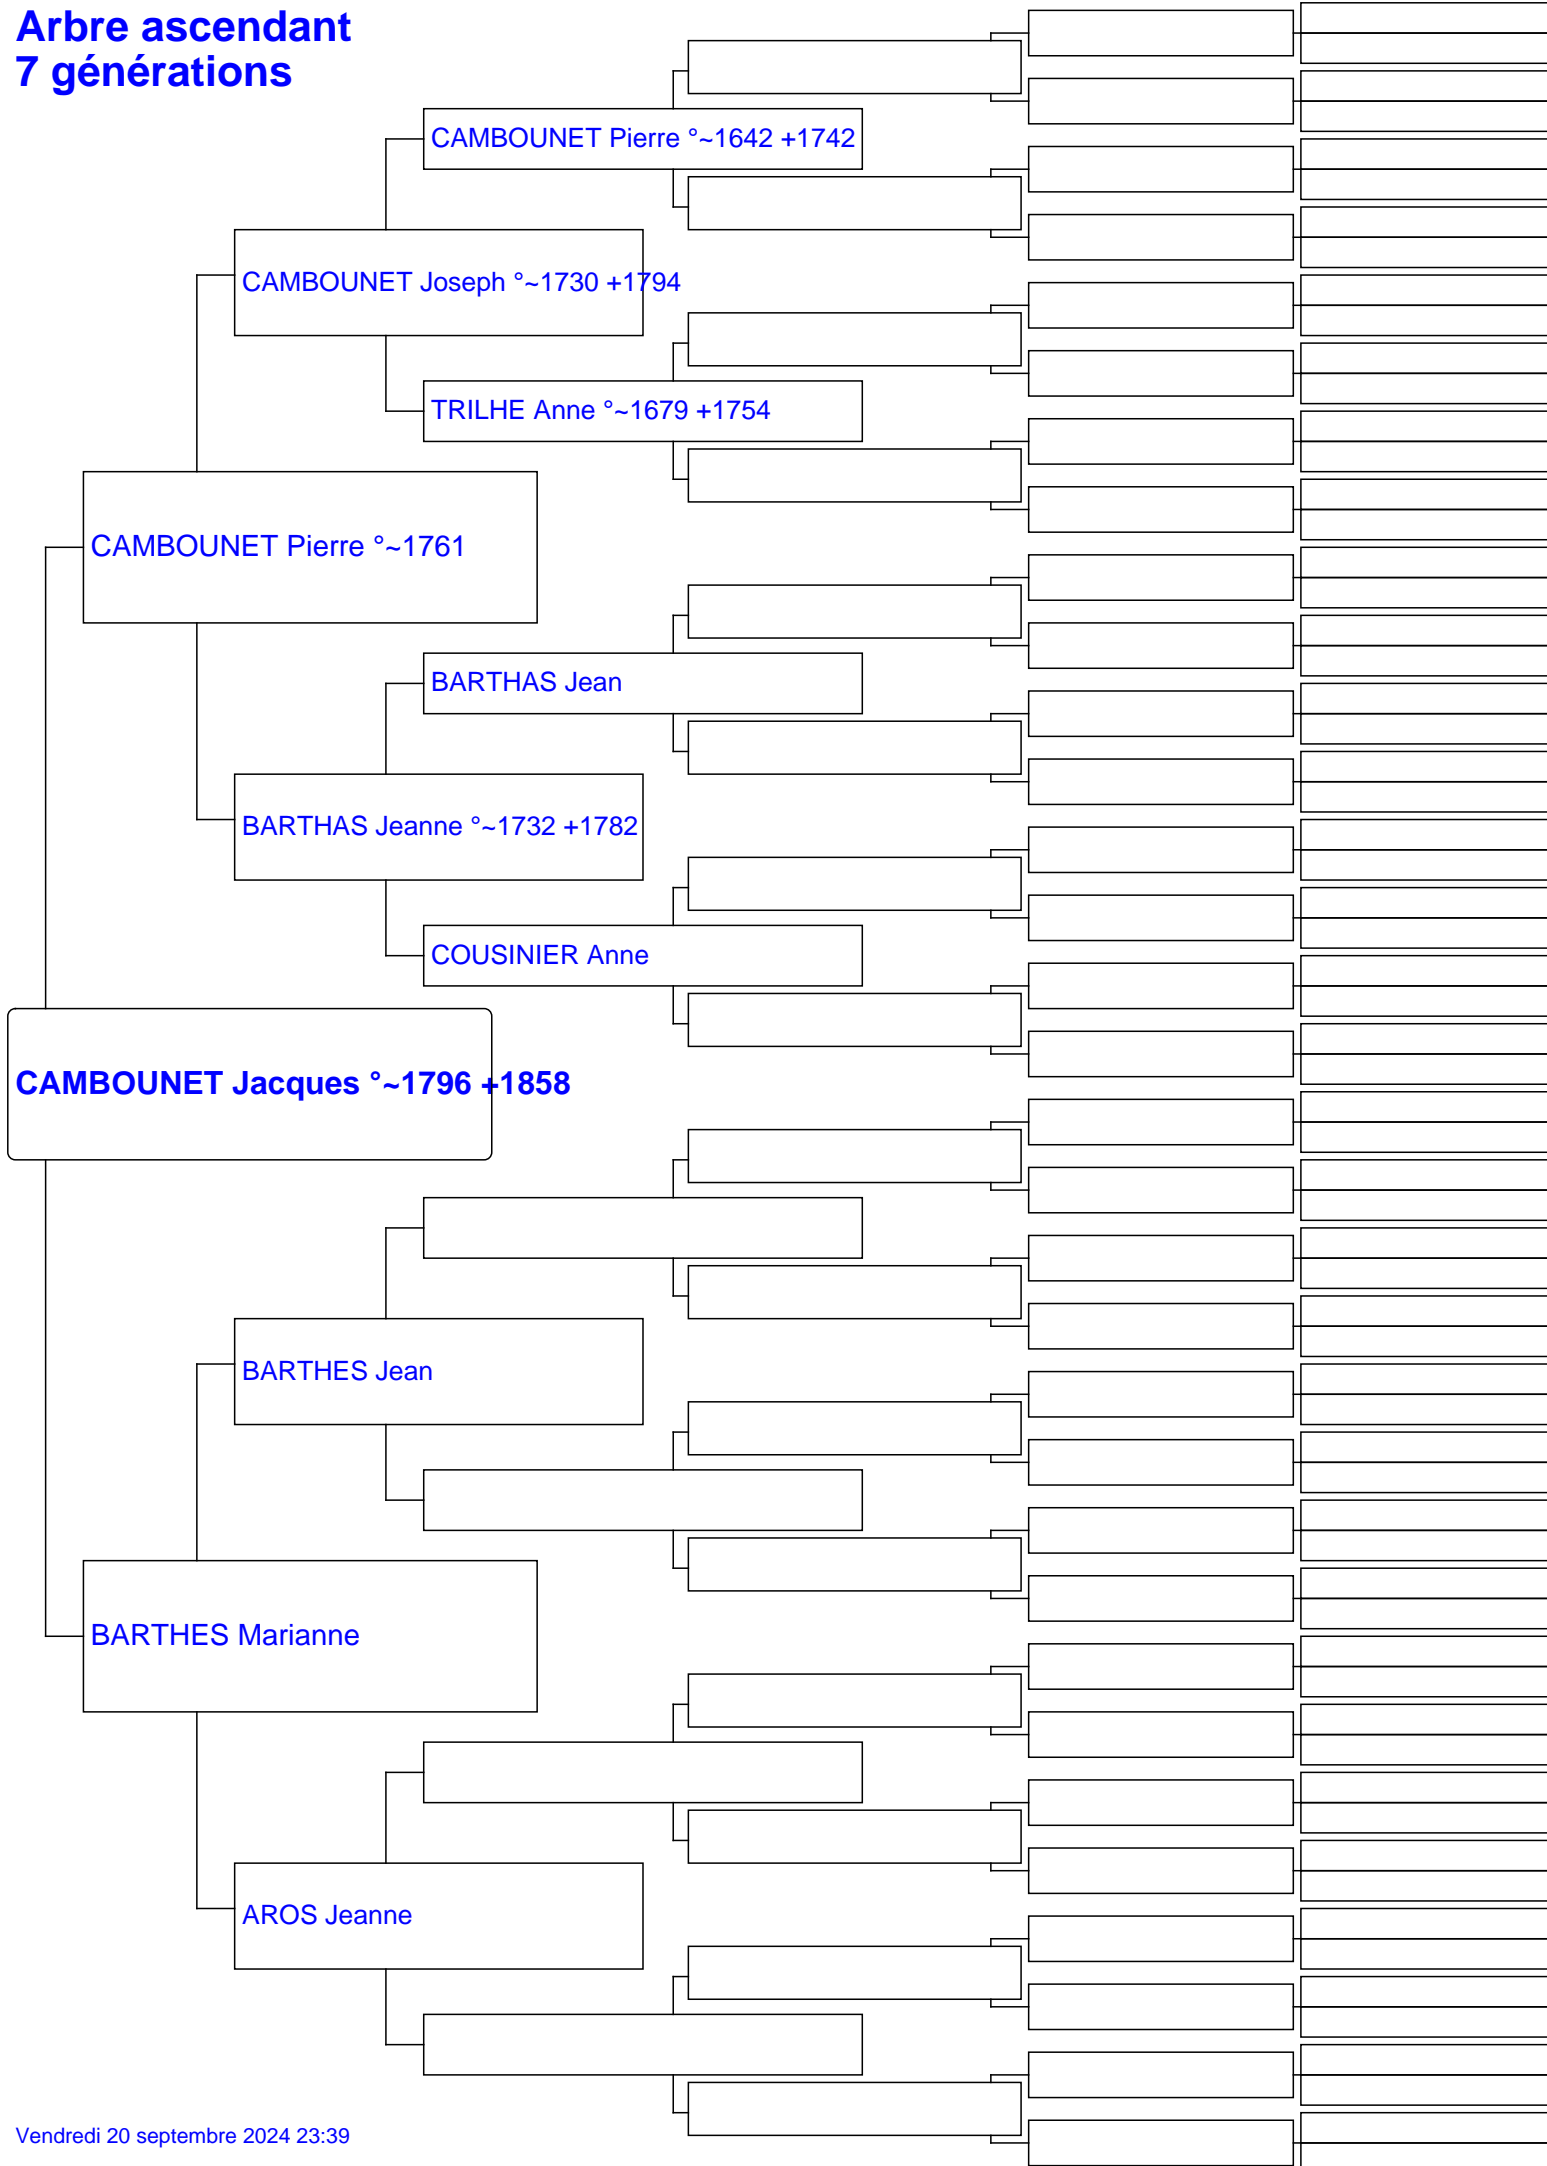 Arbre ascendant
7 générations
CAMBOUNET Pierre °~1642 +1742
CAMBOUNET Joseph °~1730 +1794
TRILHE Anne °~1679 +1754
CAMBOUNET Pierre °~1761
BARTHAS Jean
BARTHAS Jeanne °~1732 +1782
COUSINIER Anne
CAMBOUNET Jacques °~1796 +1858
BARTHES Jean
BARTHES Marianne
AROS Jeanne
Vendredi 20 septembre 2024 23:39